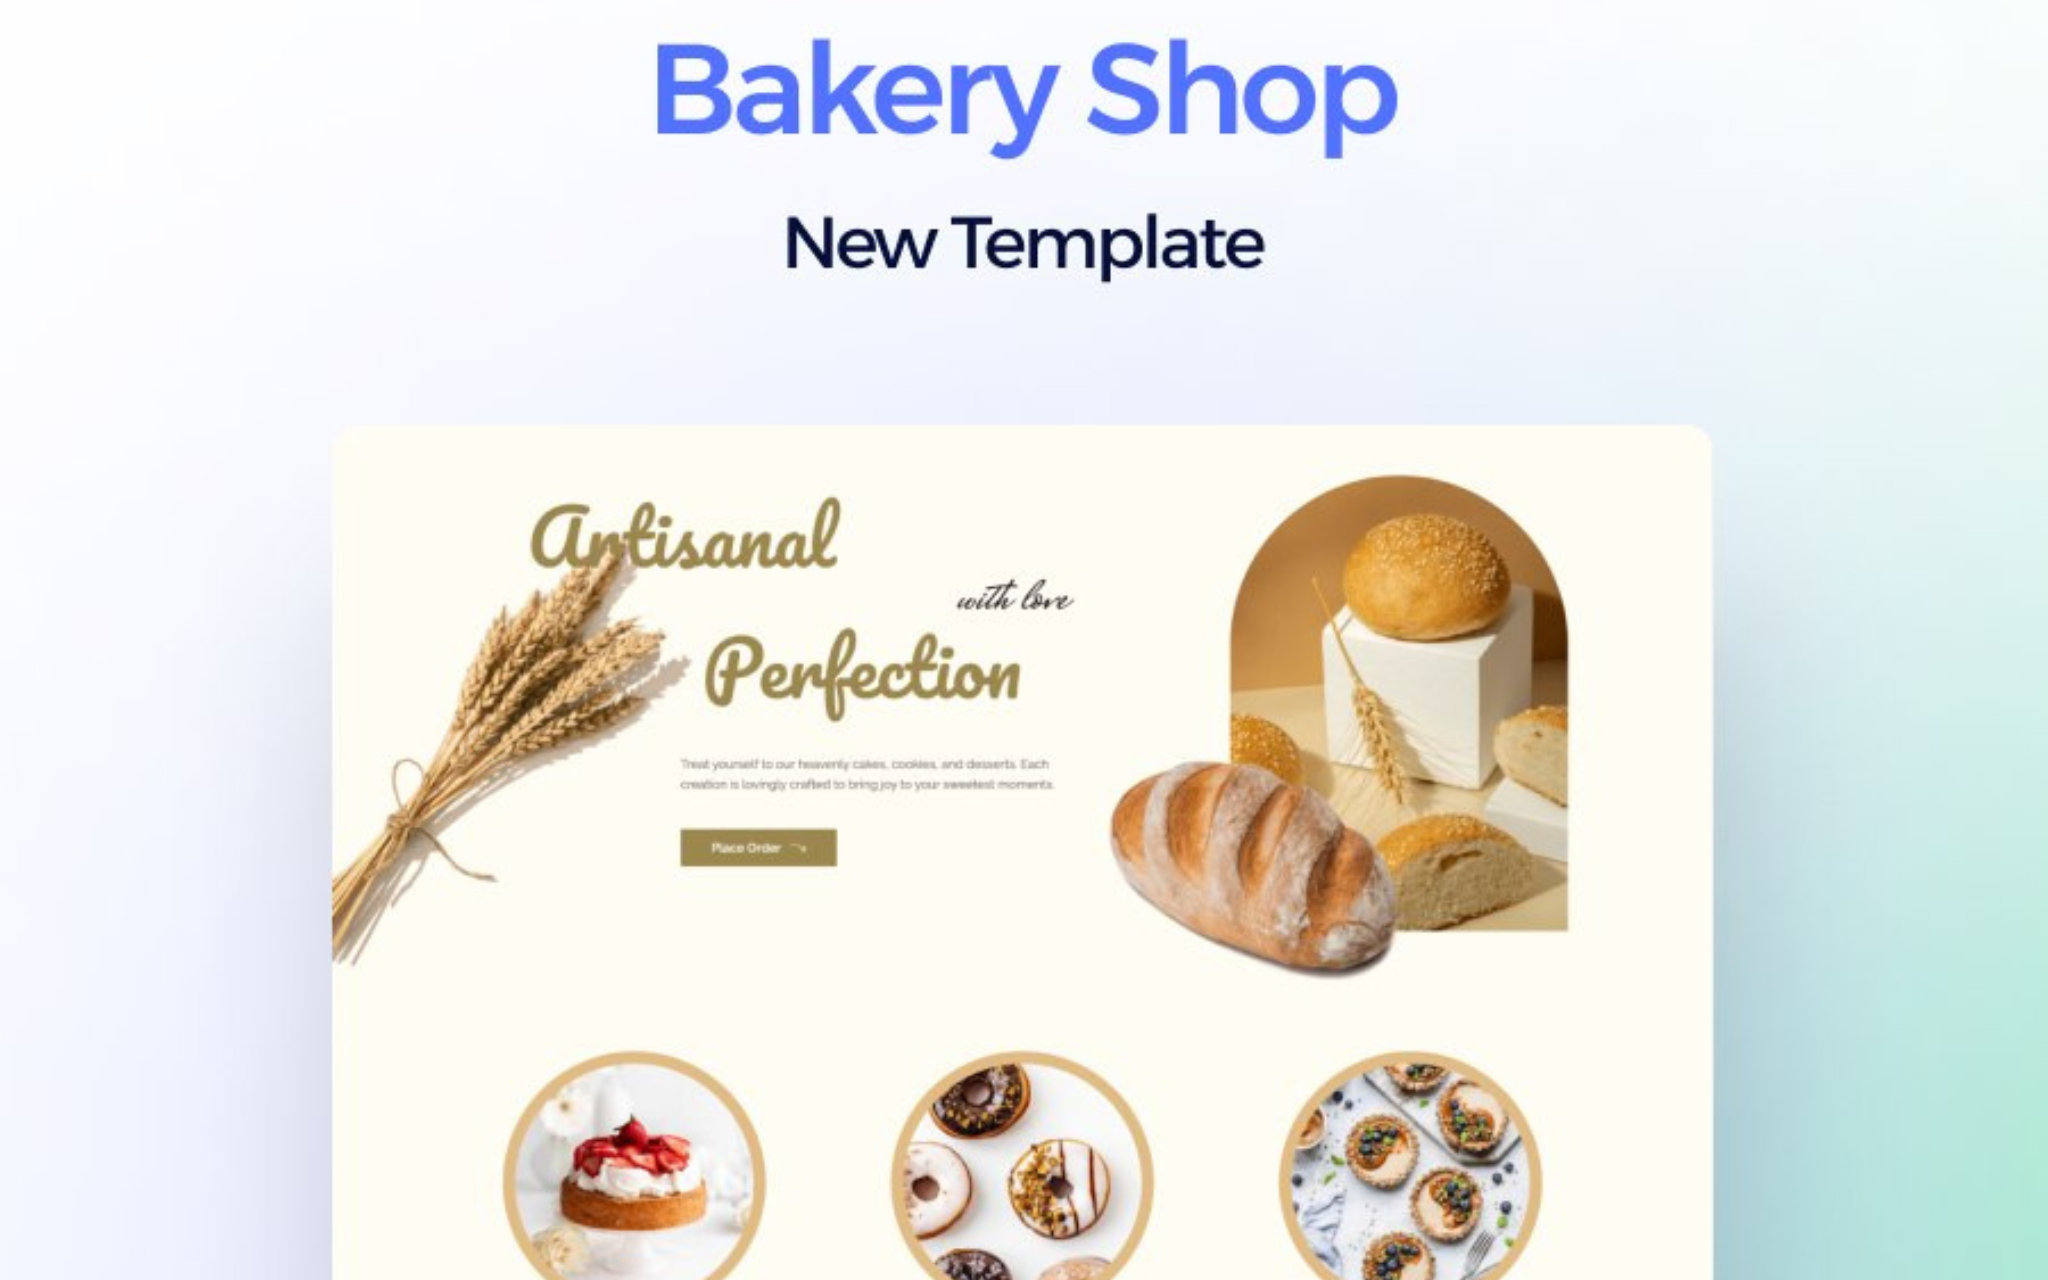 Bakery Shop
New Template
Artisanal
with love
Perfection
Treat yourself to our heavenly cakes, cookies, and desserts. Each
creation is lovingly crafted to bring joy to your sweetest moments.
Place Order